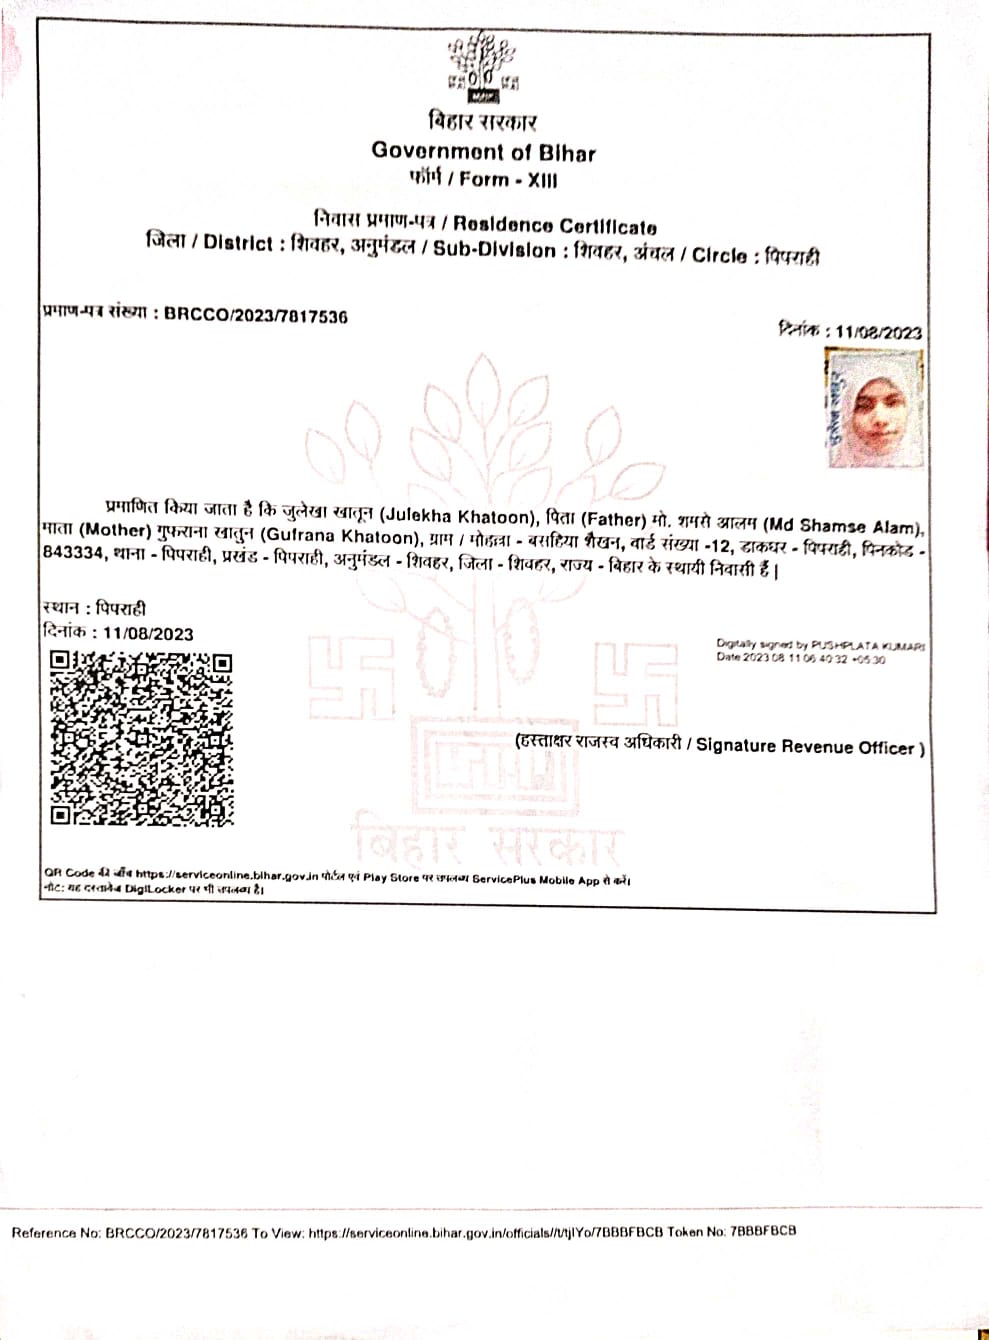 बिहार सरकार
Government of Bihar
फॉर्म / Form - XIII
निवास प्रमाण-पत्र / Residence Certificate
जिला / District : शिवहर, अनुमंडल / Sub-Division : शिवहर, अंचल / Circle : पिपराही
प्रमाण-पत्र संख्या : BRCCO/2023/7817536
दिनांक : 11/08/2023
प्रमाणित किया जाता है कि जुलेखा खातून (Julekha Khatoon), पिता (Father) मो. शमसे आलम (Md Shamse Alam),
माता (Mother) गुफराना खातुन (Gufrana Khatoon), ग्राम / मोहल्ला - बसहिया शैखन, वार्ड संख्या -12, डाकघर - पिपराही, पिनकोड -
843334, थाना - पिपराही, प्रखंड - पिपराही, अनुमंडल - शिवहर, जिला - शिवहर, राज्य - बिहार के स्थायी निवासी हैं |
स्थान : पिपराही
दिनांक : 11/08/2023
Digitally signed by PUSHPLATA KUMARI
Date 2023 08 11 06 40 32 +05:30
(हस्ताक्षर राजस्व अधिकारी / Signature Revenue Officer )
बिहार सरकार
QR Code की जाँच https://serviceonline.bihar.gov.in पोर्टल एवं Play Store पर उपलब्ध ServicePlus Mobile App से करें।
नोट: यह दस्तावेज DigiLocker पर भी उपलब्ध है।
Reference No: BRCCO/2023/7817536 To View: https://serviceonline.bihar.gov.in/officials//t/tjIYo/7BBBFBCB Token No: 7BBBFBCB